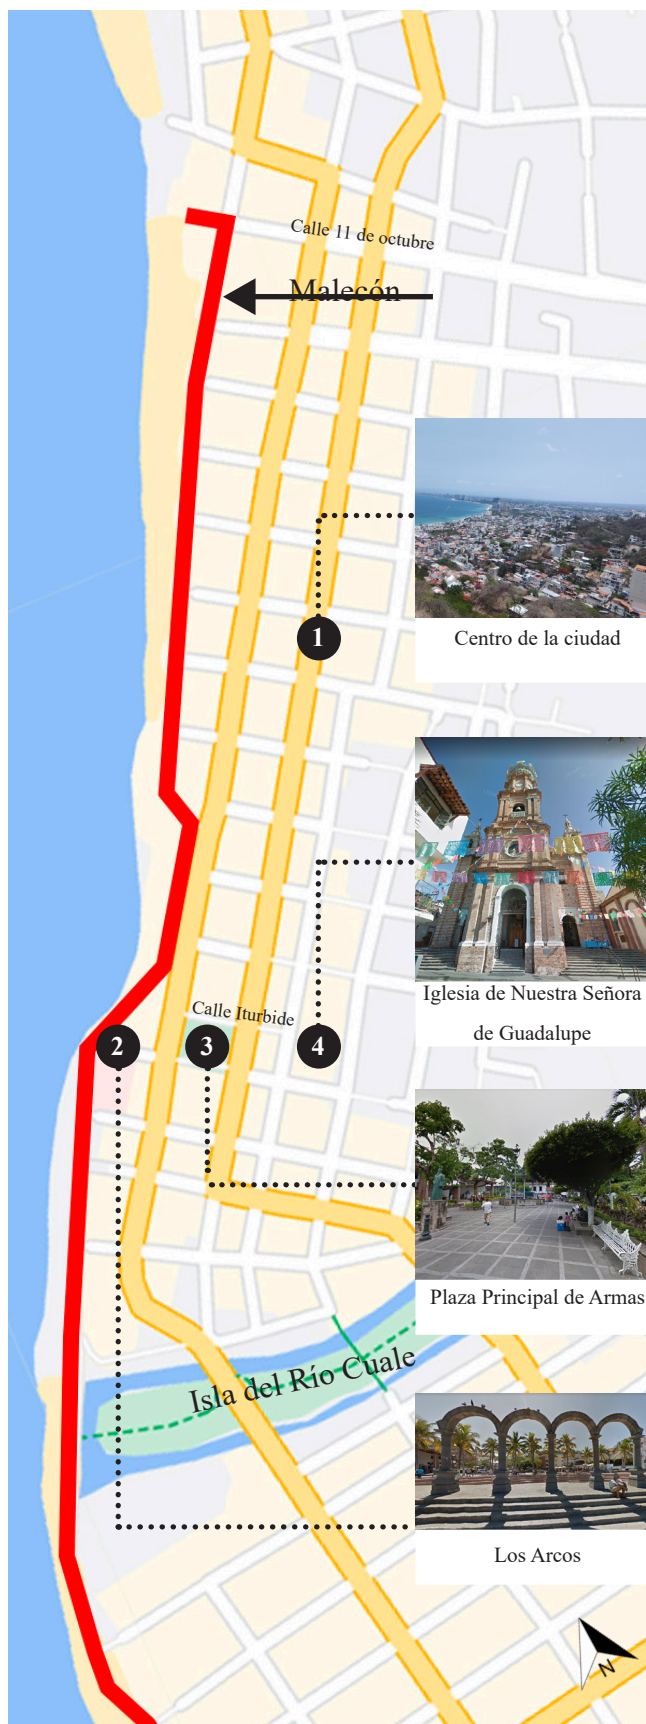 Calle 11 de octubre
Malecón
1
Centro de la ciudad
Iglesia de Nuestra Señora
de Guadalupe
Calle Iturbide
2
3
4
Plaza Principal de Armas
Isla del Río Cuale
Los Arcos
N